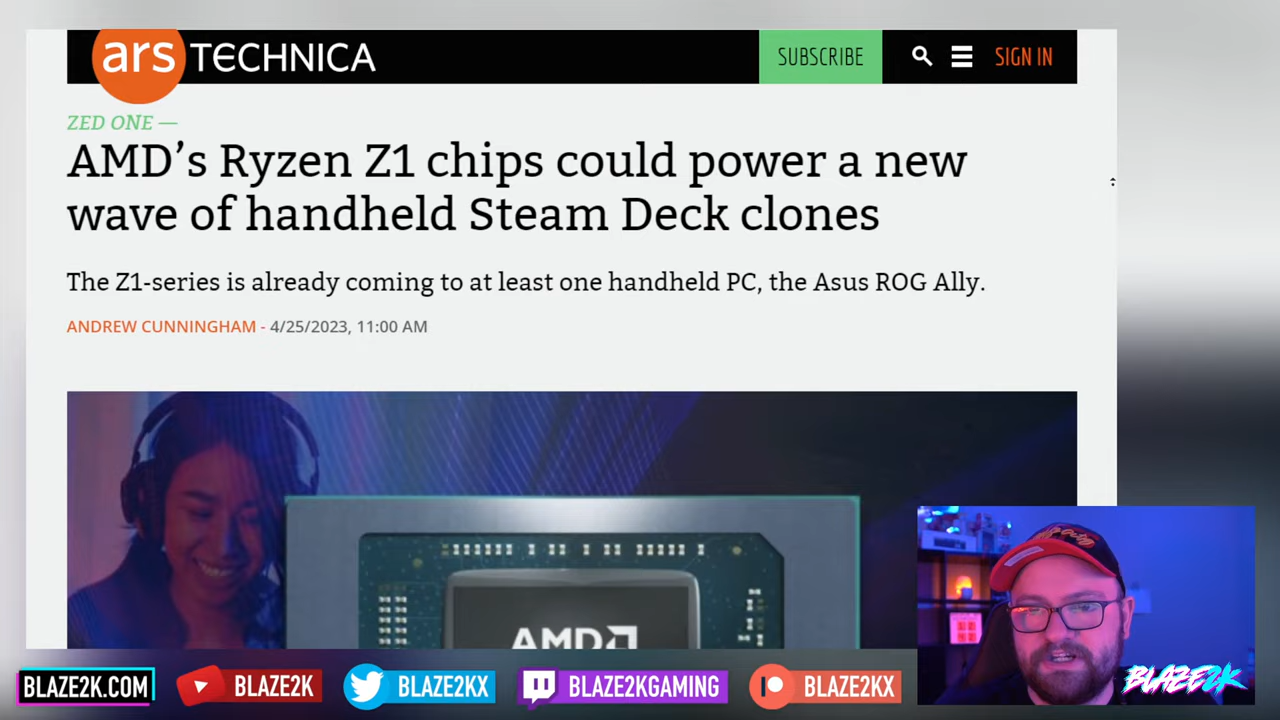 ars TECHNICA
SUBSCRIBE
SIGN IN
ZED ONE —
AMD's Ryzen Z1 chips could power a new
wave of handheld Steam Deck clones
The Z1-series is already coming to at least one handheld PC, the Asus ROG Ally.
ANDREW CUNNINGHAM - 4/25/2023, 11:00 AM
AMD
BLAZE2K.COM
BLAZE2K
BLAZE2KX
BLAZE2KGAMING
BLAZE2KX
BLAZE2K